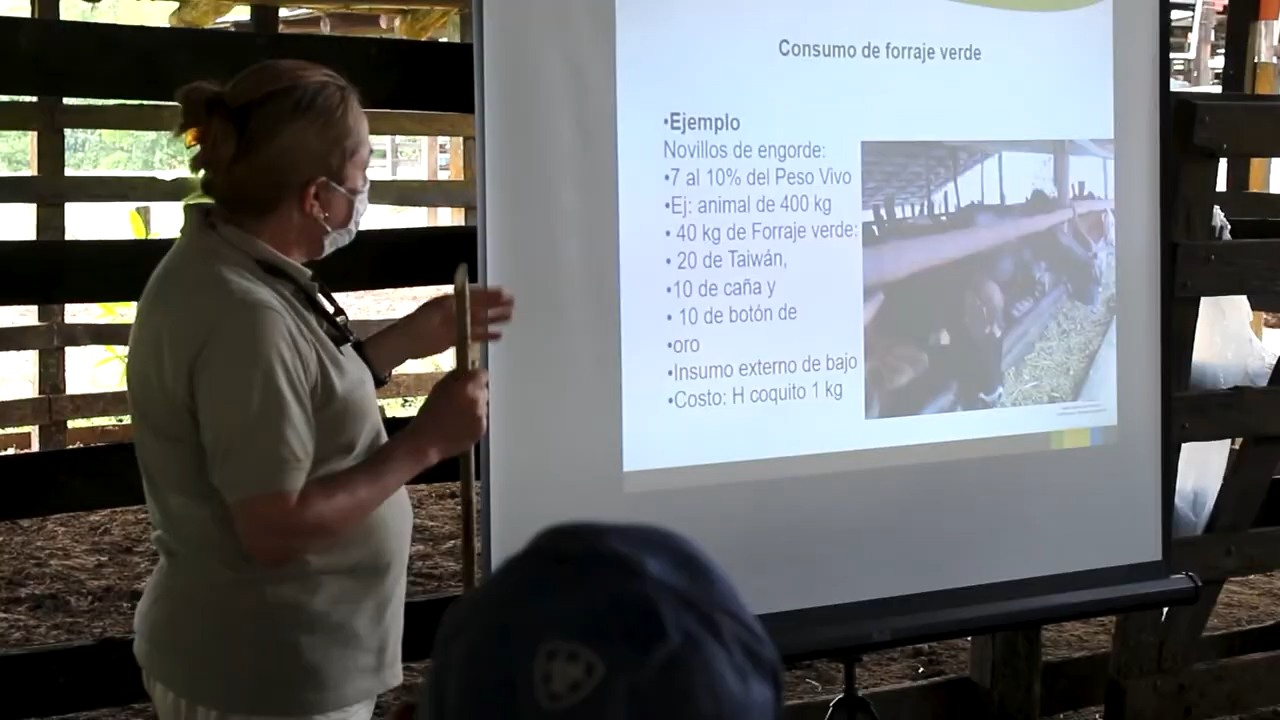 Consumo de forraje verde
•Ejemplo
Novillos de engorde:
•7 al 10% del Peso Vivo
•Ej: animal de 400 kg
• 40 kg de Forraje verde:
• 20 de Taiwán,
•10 de caña y
• 10 de botón de
•oro
•Insumo externo de bajo
•Costo: H coquito 1 kg